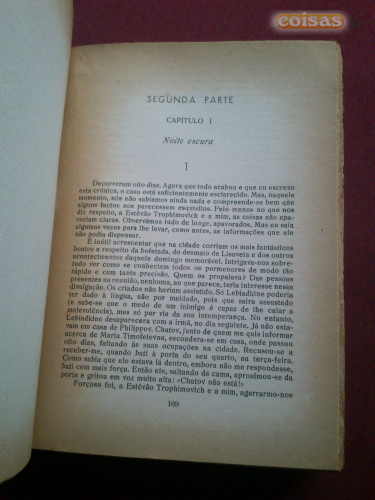 coisas
SEGUNDA PARTE
CAPÍTULO I
Noite escura
1
Decorreram oito dias. Agora que tudo acabou e que eu escrevo
esta crónica, o caso está suficientemente esclarecido. Mas, naquele
momento, nós não sabíamos ainda nada e compreende-se bem que
alguns factos nos parecessem esquisitos. Pelo menos no que nos
diz respeito, a Estêvão Trophimovich e a mim, as coisas não apa-
reciam claras. Observámos tudo de longe, apavorados. Mas eu saía
algumas vezes para lhe levar, como antes, as informações de que ele
não podia dispensar.
É inútil acrescentar que na cidade corriam os mais fantásticos
boatos a respeito da bofetada, do desmaio de Lisaveta e dos outros
acontecimentos daquele domingo memorável. Intrigava-nos sobre-
tudo ver como se conheciam todos os pormenores de modo tão
rápido e com tanta precisão. Quem os propalava? Das pessoas
presentes na reunião, nenhuma, ao que parece, teria interesse nessa
divulgação. Os criados não tinham assistido. Só Lebiadkine podia
ter dado à língua, não por maldade, pois que saíra assustado
(e sabe-se que o medo de um inimigo é capaz de lhe calar a
malevolência), mas só por via da sua intemperança. No entanto,
Lebiadkine desaparecera com a irmã, no dia seguinte. Já não esta-
vam em casa de Philippov. Chatov, junto de quem me quis informar
acerca de Maria Timofeievna, escondera-se em casa, onde passou
oito dias, faltando às suas ocupações na cidade. Recusou-se a
receber-me, quando bati à porta do seu quarto, na terça-feira.
Como sabia que ele estava lá dentro, embora não me respondesse,
bati com mais força. Então ele, saltando da cama, aproximou-se da
porta e gritou em voz muito alta: «Chatov não está!»
Forçoso foi, a Estêvão Trophimovich e a mim, agarrarmo-nos
109